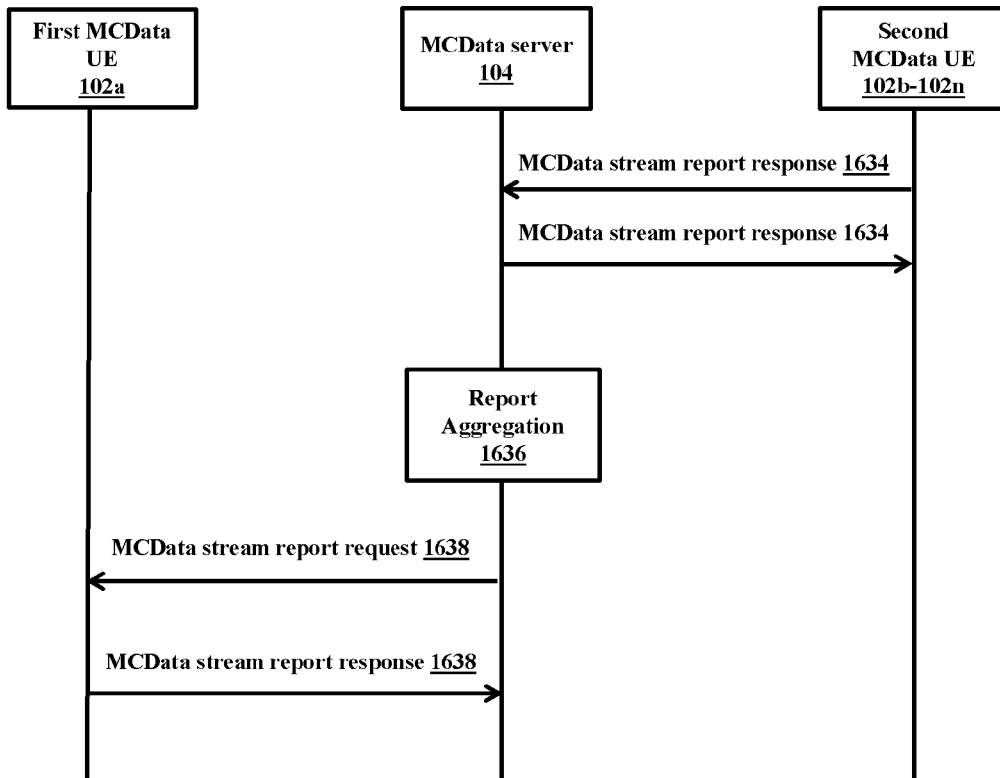 First MCData
UE
102a
MCData server
104
Second
MCData UE
102b-102n
MCData stream report response 1634
MCData stream report response 1634
Report
Aggregation
1636
MCData stream report request 1638
MCData stream report response 1638